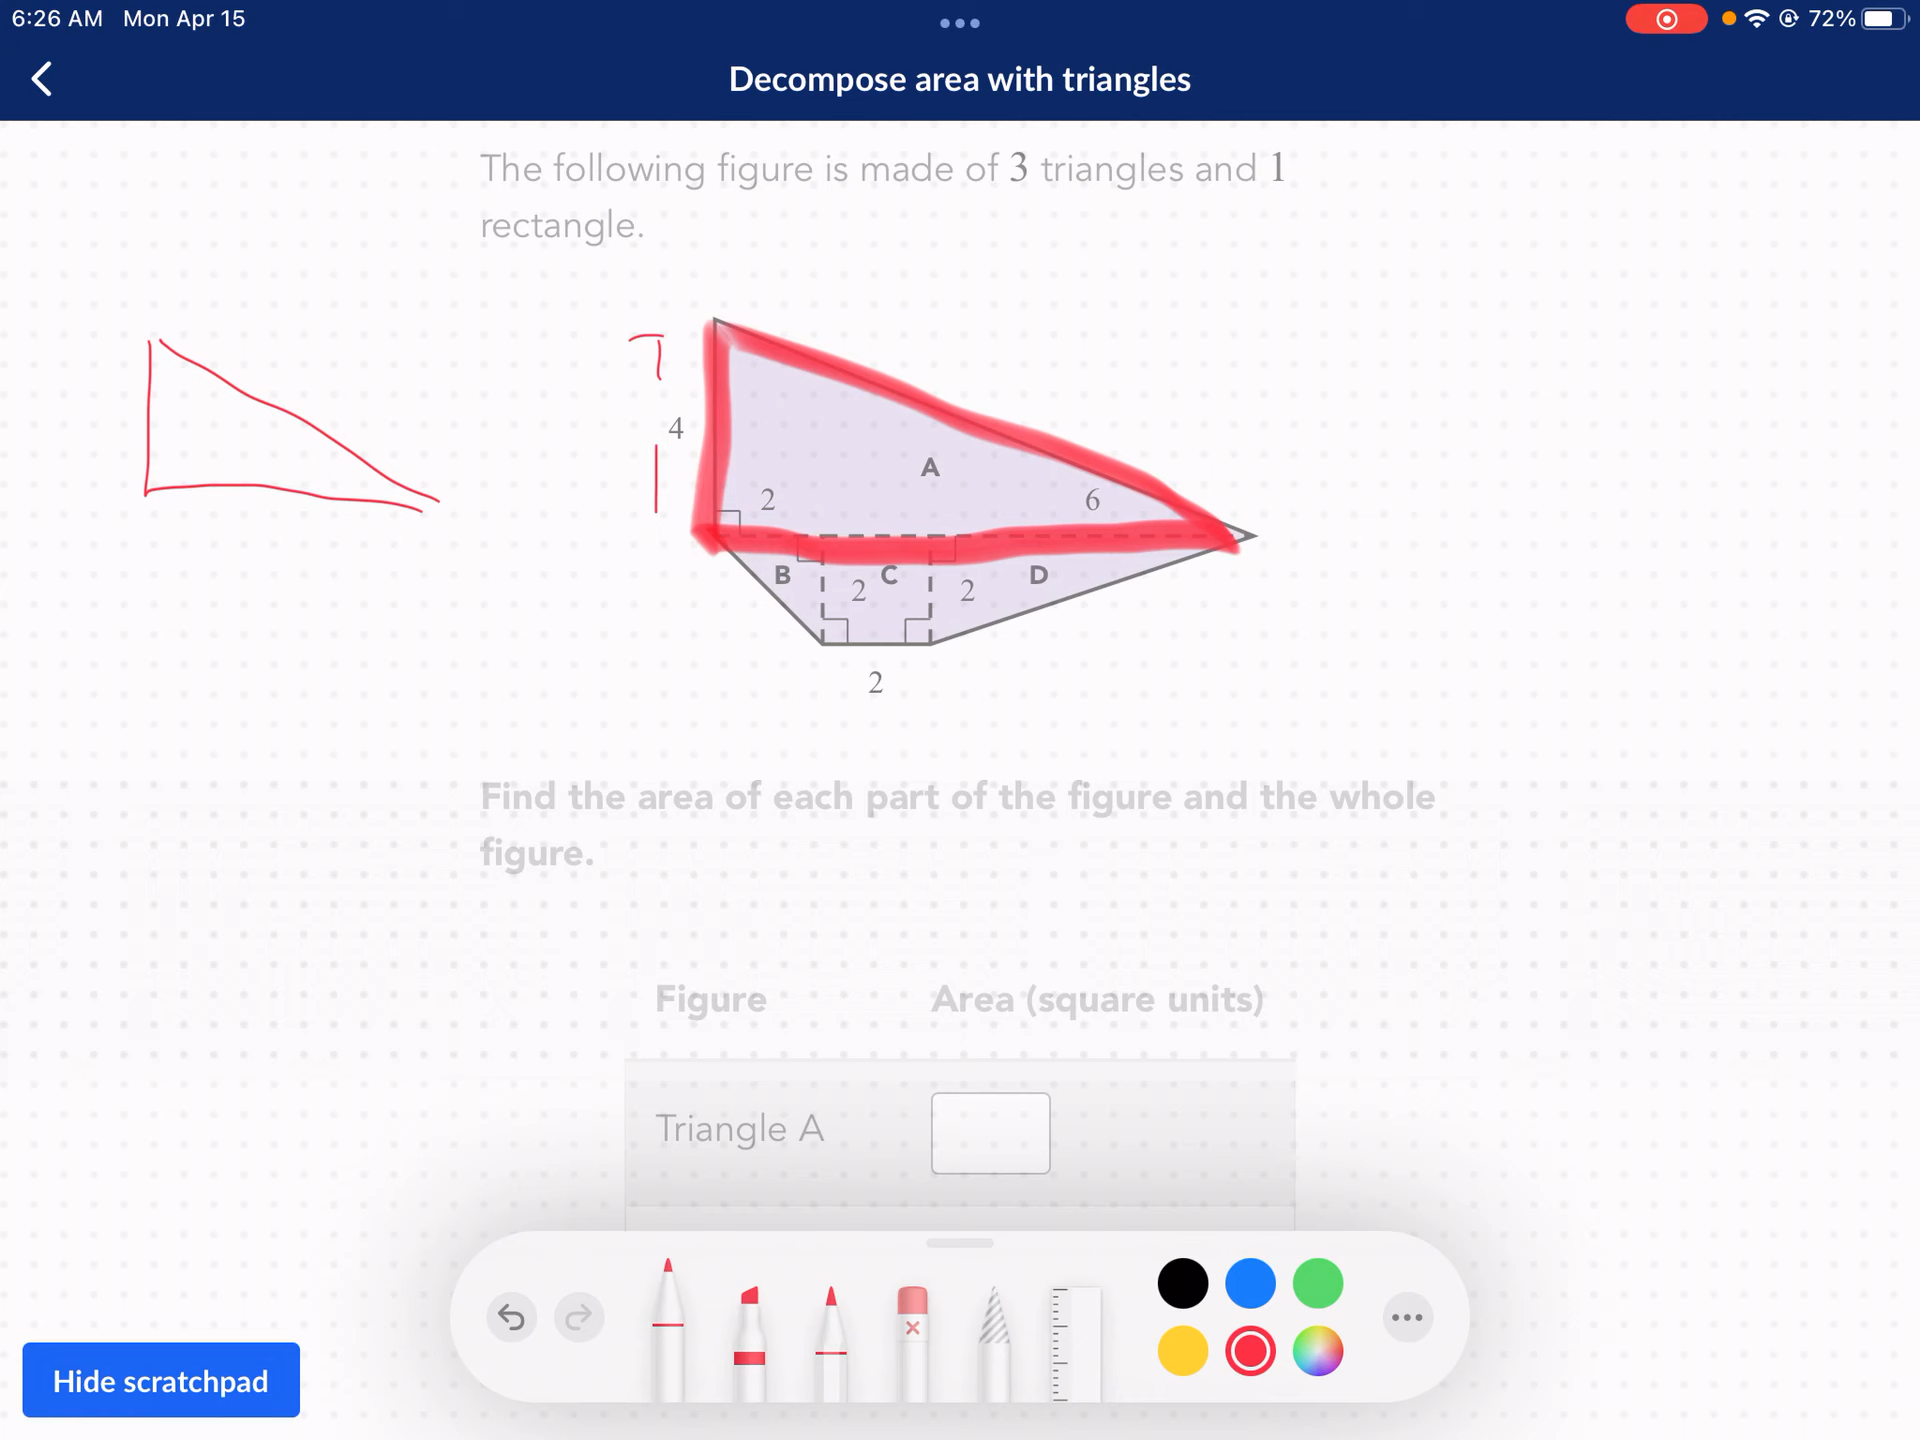 6:26 AM Mon Apr 15
72%
Decompose area with triangles
The following figure is made of 3 triangles and 1
rectangle.
4
A
2
6
B
C
D
2
2
2
Find the area of each part of the figure and the whole
figure.
Figure
Area (square units)
Triangle A
Hide scratchpad